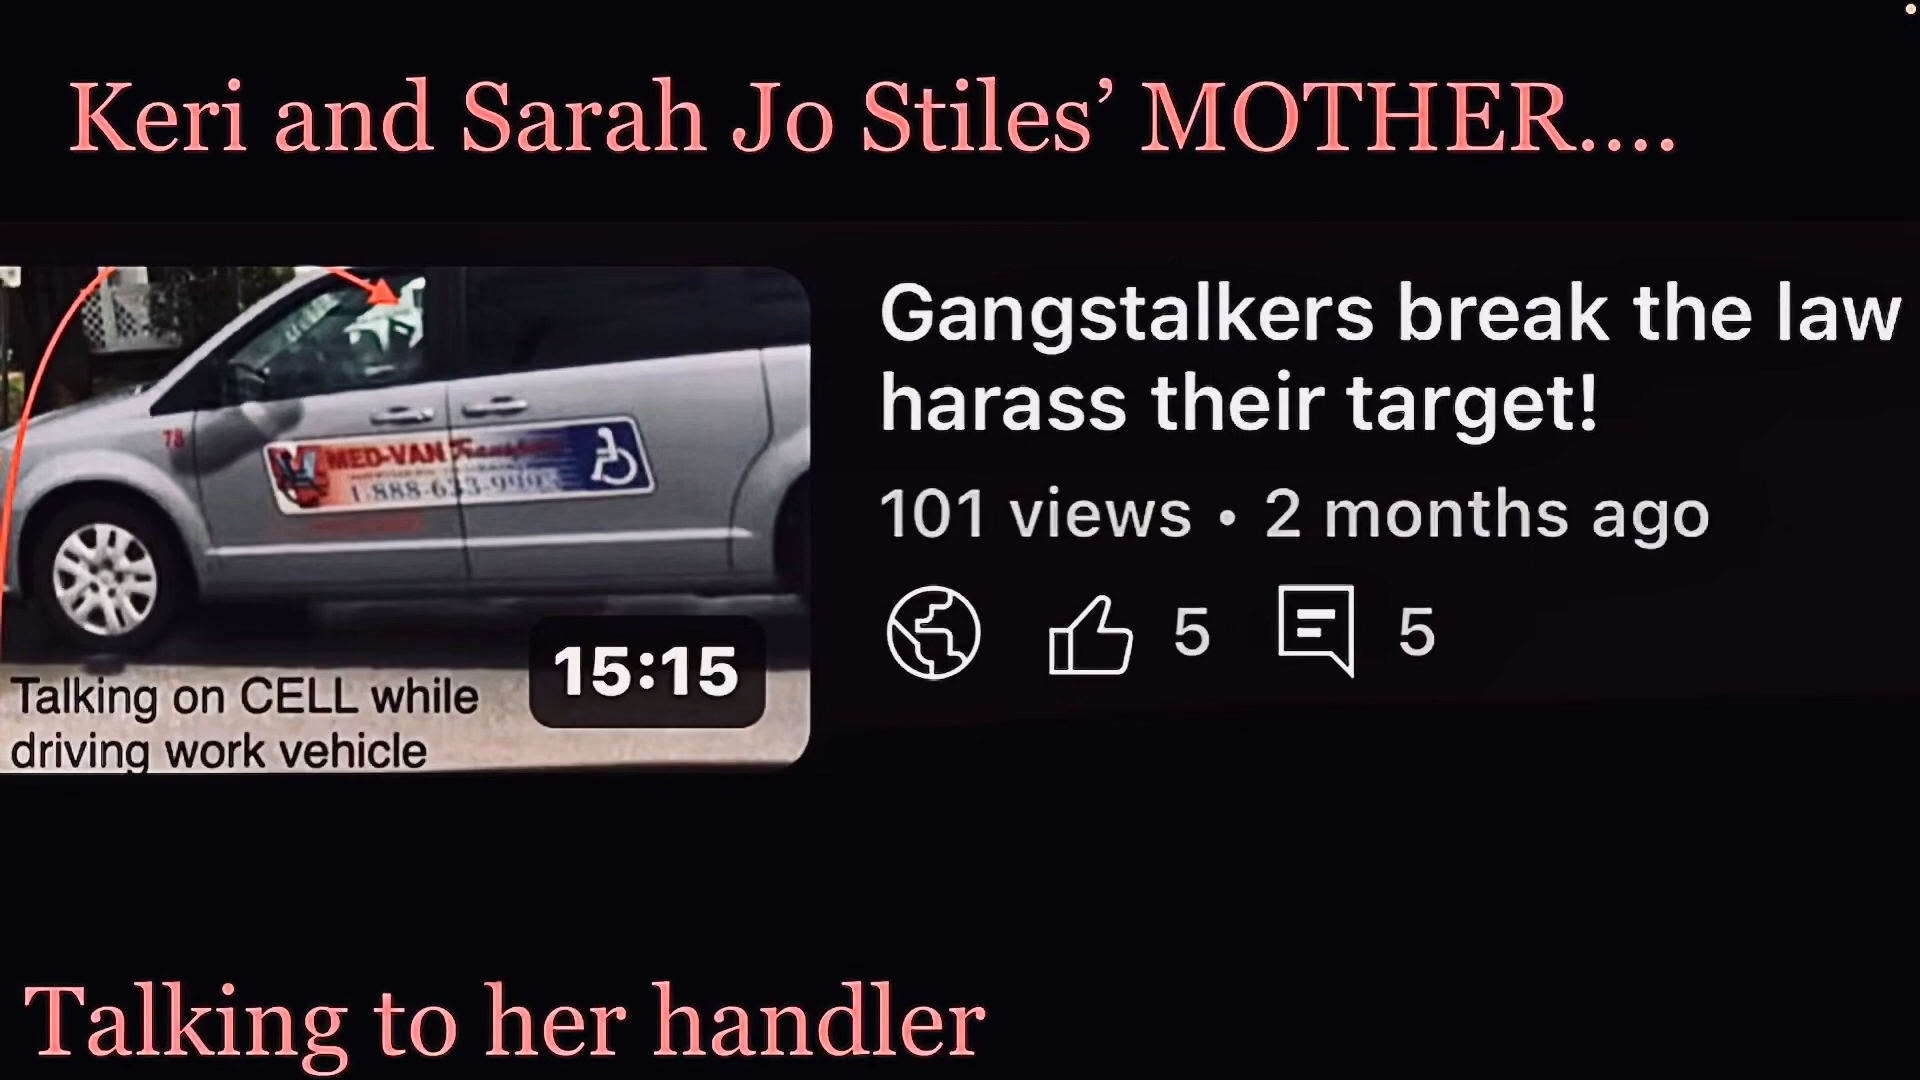 Keri and Sarah Jo Stiles’ MOTHER....
Gangstalkers break the law
harass their target!
101 views • 2 months ago
5 5
78
MED-VAN Transport
Talking on CELL while
driving work vehicle
15:15
Talking to her handler